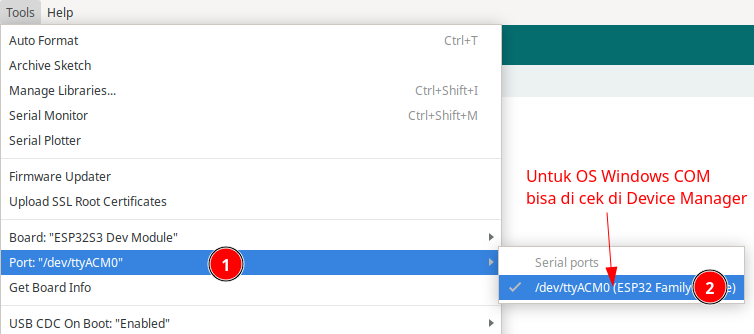 Tools Help
Auto Format Ctrl+T
Archive Sketch
Manage Libraries... Ctrl+Shift+I
Serial Monitor Ctrl+Shift+M
Serial Plotter
Firmware Updater
Upload SSL Root Certificates
Untuk OS Windows COM
bisa di cek di Device Manager
Board: "ESP32S3 Dev Module"
Port: "/dev/ttyACM0" 1
Serial ports
Get Board Info
/dev/ttyACM0 (ESP32 Family 2 e)
USB CDC On Boot: "Enabled"